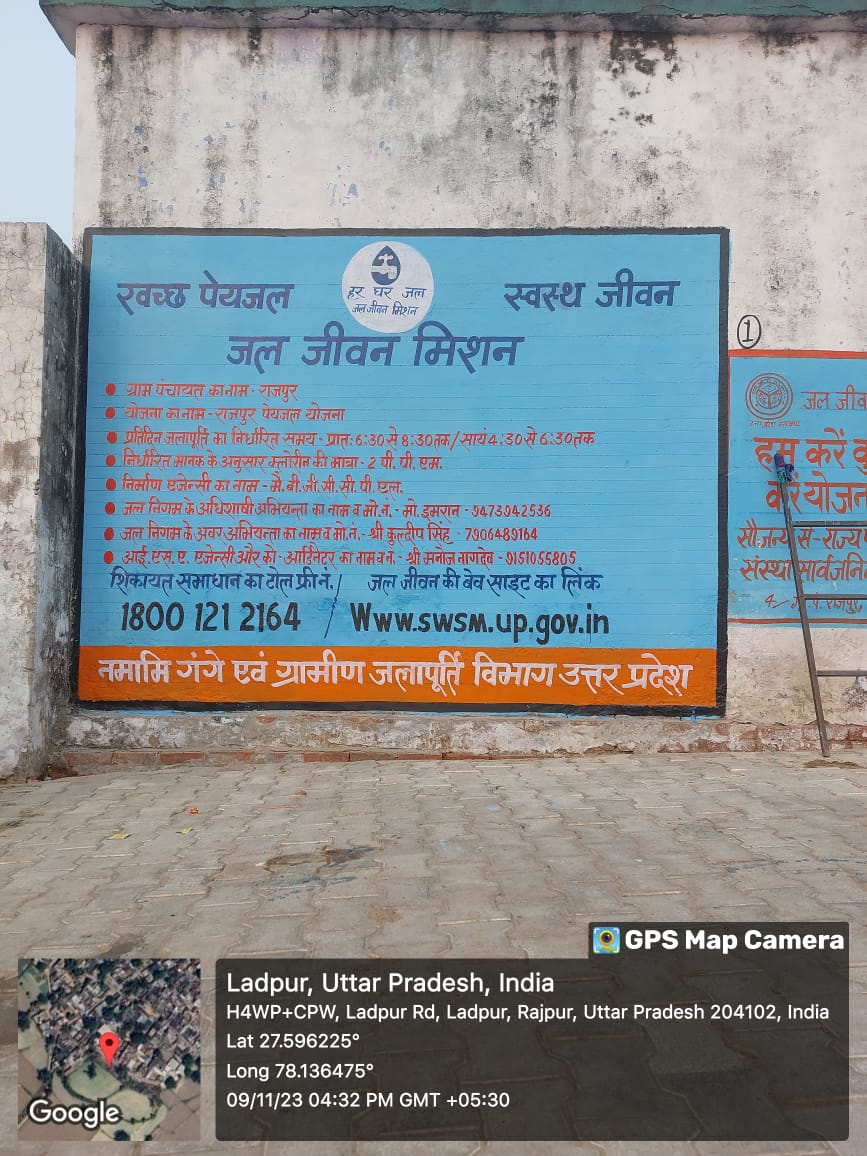 हर घर जल
जल जीवन मिशन
स्वच्छ पेयजल
स्वस्थ जीवन
जल जीवन मिशन
ग्राम पंचायत का नाम - राजपुर
योजना का नाम - राजपुर पेयजल योजना
प्रतिदिन जलापूर्ति का निर्धारित समय - प्रातः 6:30 से 8:30 तक/सायं 4:30 से 6:30 तक
निर्धारित मानक के अनुसार क्लोरीन की मात्रा - 2 पी. पी. एम.
निर्माण एजेन्सी का नाम - मै. बी. जी. सी. सी. पी. एल.
जल निगम के अधिशाषी अभियन्ता का नाम व मो. नं. - मो. इमरान - 9473942536
जल निगम के अवर अभियन्ता का नाम व मो. नं. - श्री कुल्दीप सिंह - 7906489164
आई. एस. ए. एजेन्सी और को- आर्डिनेटर का नाम व नं. - श्री मनोज नागदेव - 9151055805
शिकायत समाधान का टोल फ्री नं. / जल जीवन की बेव साइट का लिंक
1800 121 2164 / Www.swsm.up.gov.in
नमामि गंगे एवं ग्रामीण जलापूर्ति विभाग उत्तर प्रदेश
1
जल जीव
हम करें
करें योजन
सौजन्य से - राज्य
संस्था सार्वजनि
राजपुर
GPS Map Camera
Ladpur, Uttar Pradesh, India
H4WP+CPW, Ladpur Rd, Ladpur, Rajpur, Uttar Pradesh 204102, India
Lat 27.596225°
Long 78.136475°
09/11/23 04:32 PM GMT +05:30
Google